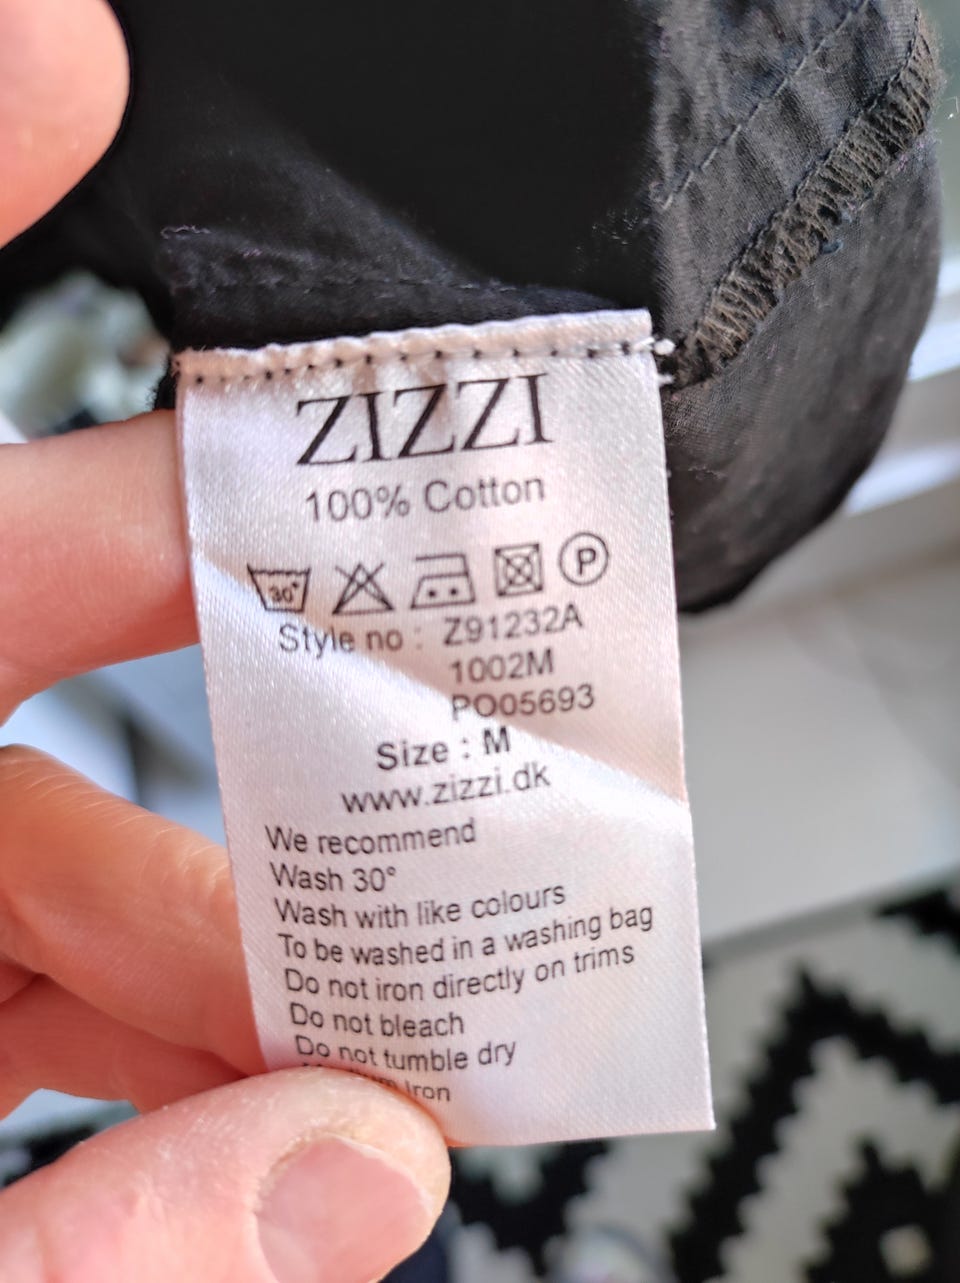 ZIZZI
100% Cotton
30° P
Style no : Z91232A
1002M
PO05693
Size : M
www.zizzi.dk
We recommend
Wash 30°
Wash with like colours
To be washed in a washing bag
Do not iron directly on trims
Do not bleach
Do not tumble dry
Iron